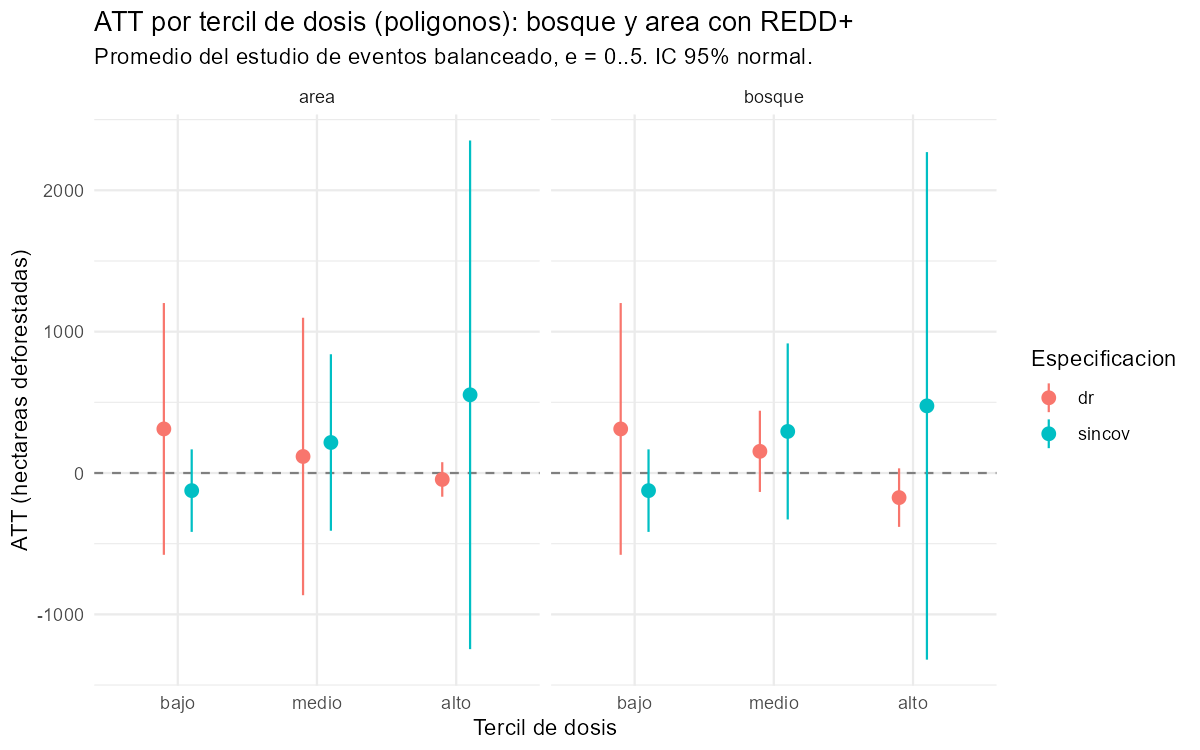 ATT por tercil de dosis (poligonos): bosque y area con REDD+
Promedio del estudio de eventos balanceado, e = 0..5. IC 95% normal.
area
bosque
ATT (hectareas deforestadas)
2000
1000
0
-1000
bajo
medio
alto
bajo
medio
alto
Tercil de dosis
Especificacion
dr
sincov